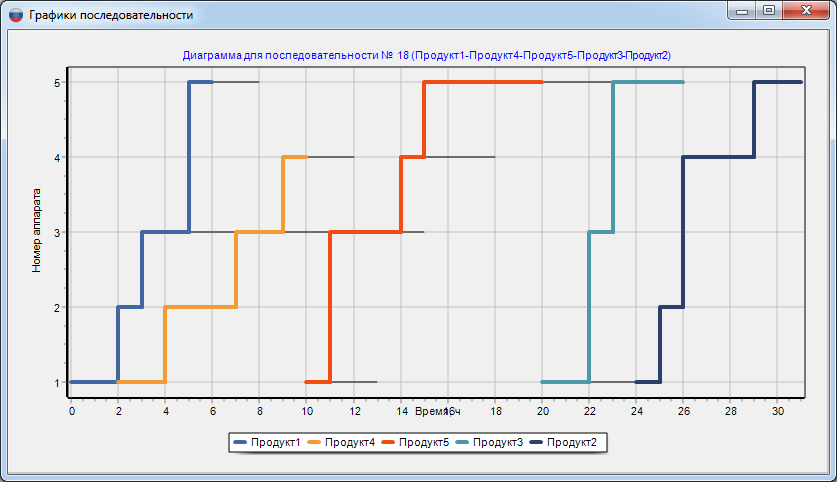 Графики последовательности
Диаграмма для последовательности № 18 (Продукт1-Продукт4-Продукт5-Продукт3-Продукт2)
Номер аппарата
5
4
3
2
1
0 2 4 6 8 10 12 14 16 18 20 22 24 26 28 30
Время, ч
Продукт1 Продукт4 Продукт5 Продукт3 Продукт2